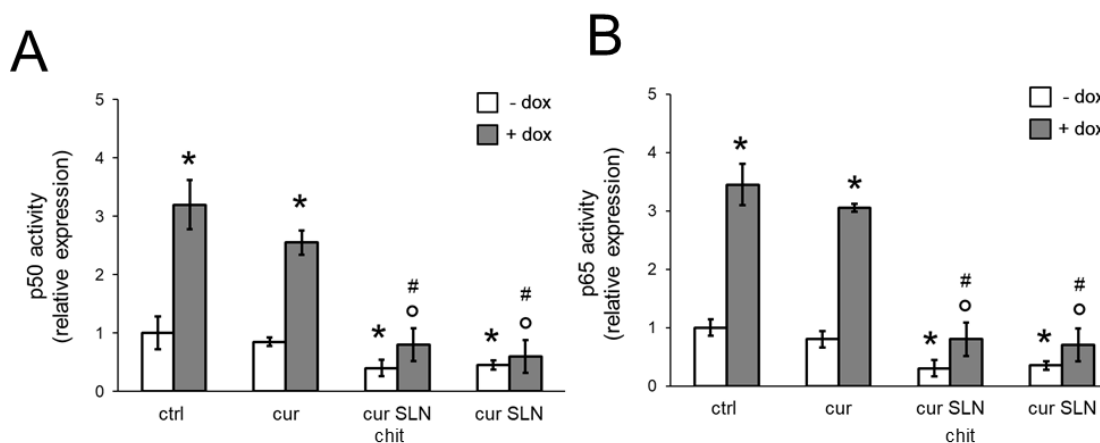 A
p50 activity
(relative expression)
5
4
3
2
1
0
- dox
+ dox
*
*
*
#
o
*
#
o
ctrl
cur
cur SLN
chit
cur SLN
B
p65 activity
(relative expression)
5
4
3
2
1
0
- dox
+ dox
*
*
*
#
o
*
#
o
ctrl
cur
cur SLN
chit
cur SLN